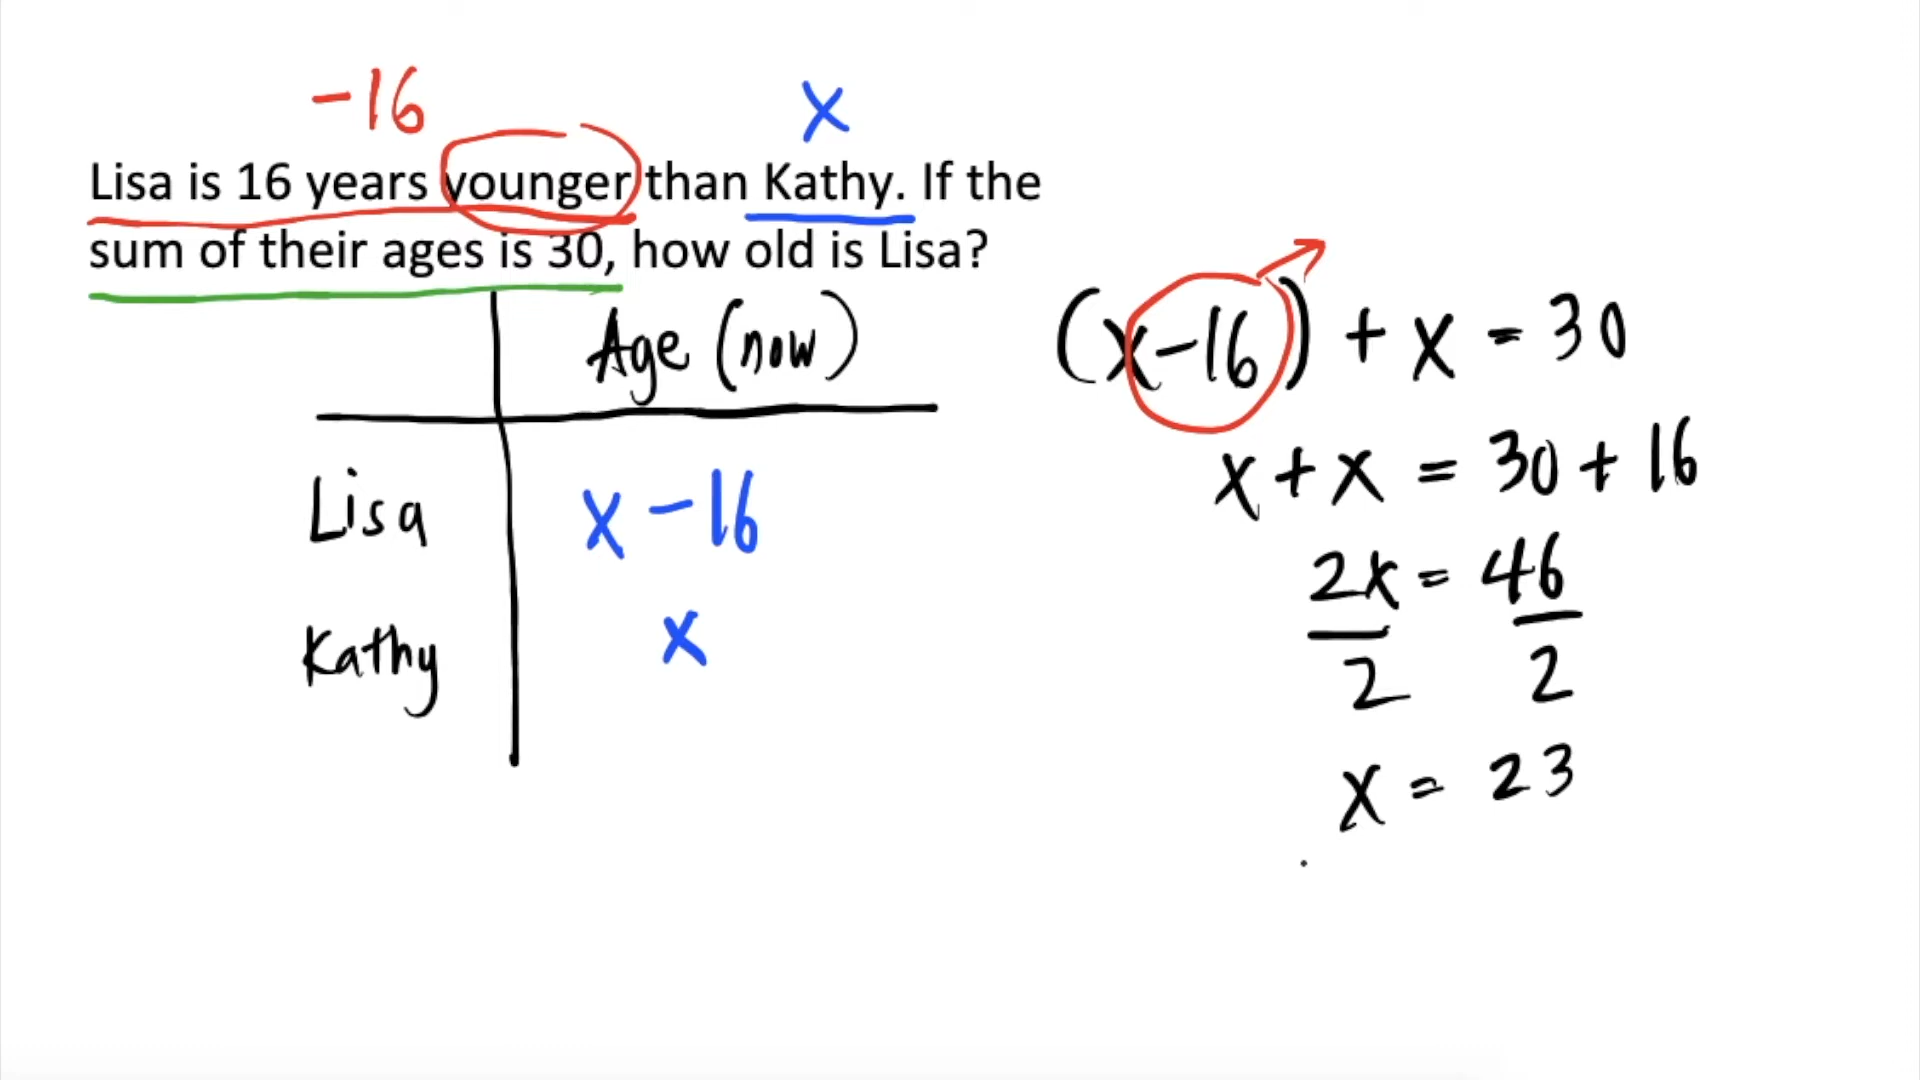 -16
x
Lisa is 16 years younger than Kathy. If the
sum of their ages is 30, how old is Lisa?
Age (now)
Lisa x - 16
Kathy x
(x-16) + x = 30
x + x = 30 + 16
2x = 46
2 2
x = 23